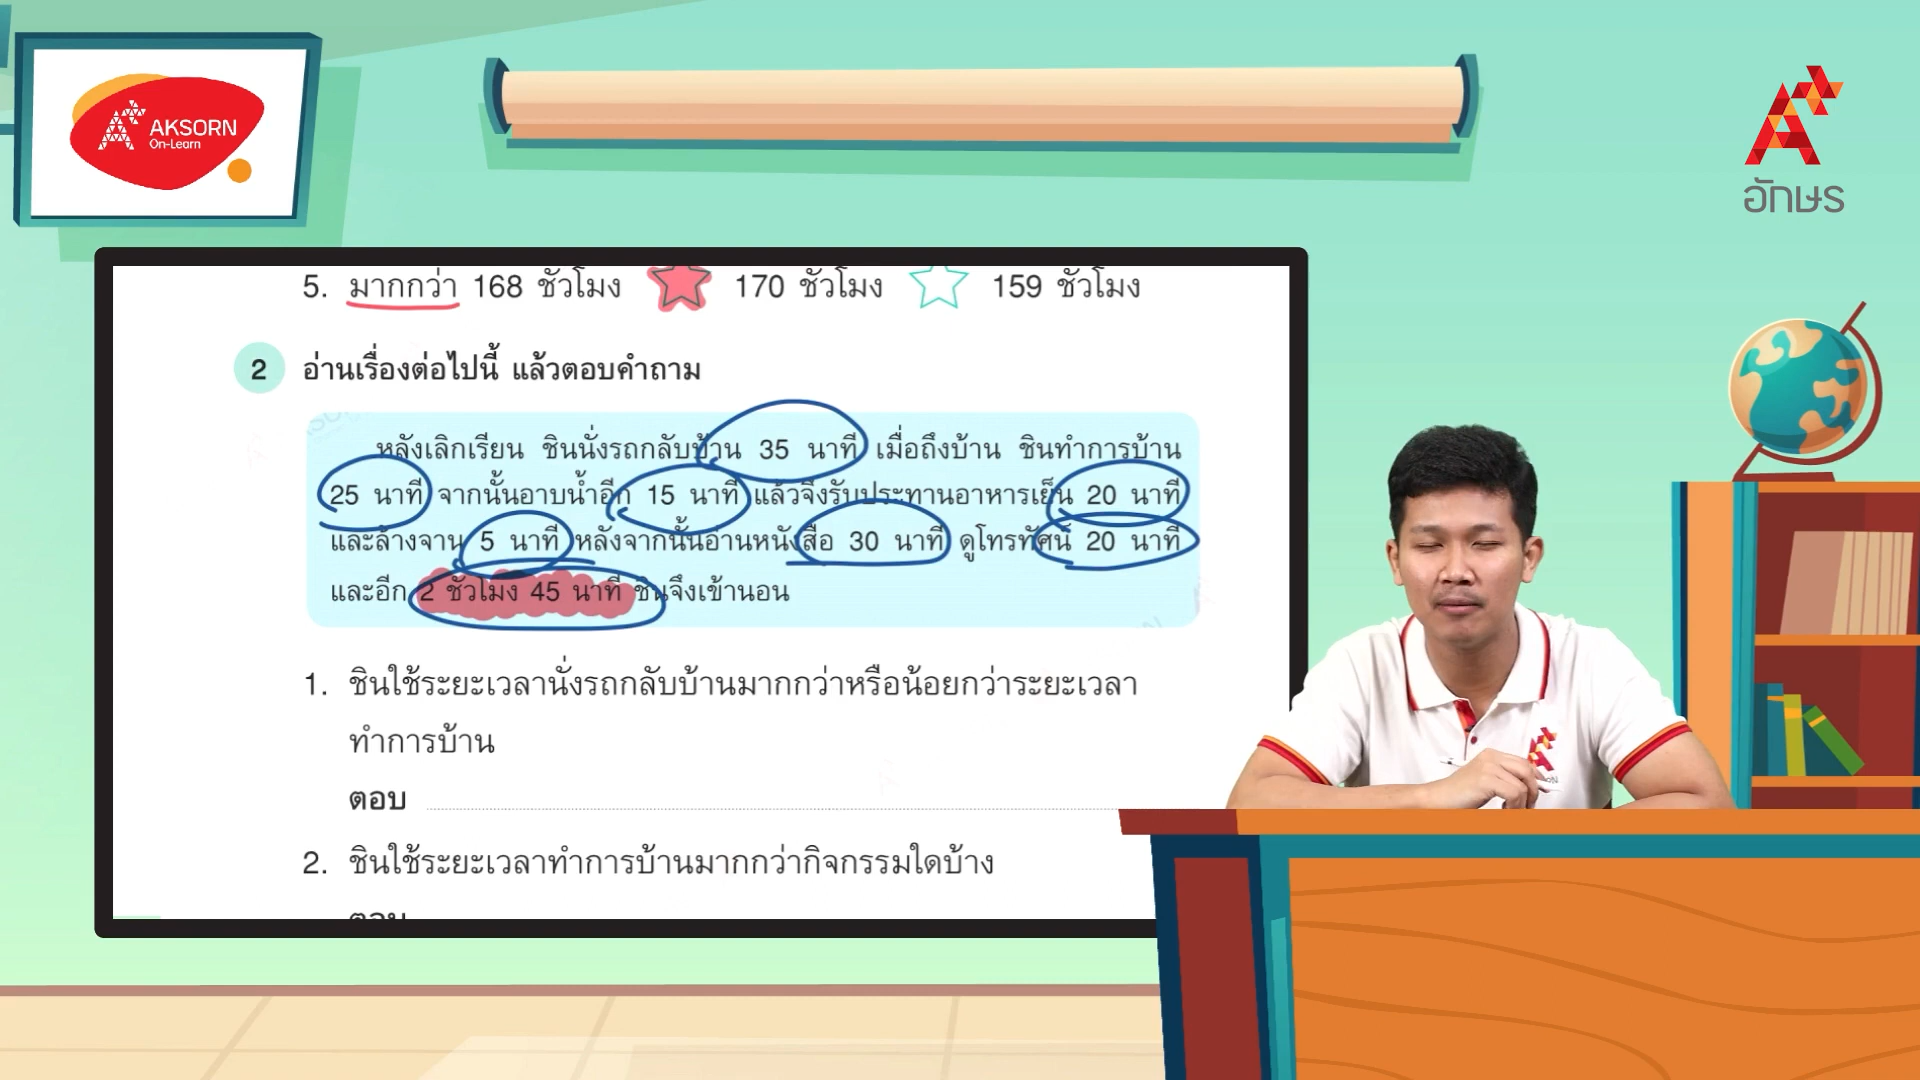 AKSORN
On-Learn
อักษร
5. มากกว่า 168 ชั่วโมง 170 ชั่วโมง 159 ชั่วโมง
2 อ่านเรื่องต่อไปนี้ แล้วตอบคำถาม
หลังเลิกเรียน ชินนั่งรถกลับบ้าน 35 นาที เมื่อถึงบ้าน ชินทำการบ้าน
25 นาที จากนั้นอาบน้ำอีก 15 นาที แล้วจึงรับประทานอาหารเย็น 20 นาที
และล้างจาน 5 นาที หลังจากนั้นอ่านหนังสือ 30 นาที ดูโทรทัศน์ 20 นาที
และอีก 2 ชั่วโมง 45 นาที ชินจึงเข้านอน
1. ชินใช้ระยะเวลานั่งรถกลับบ้านมากกว่าหรือน้อยกว่าระยะเวลา
ทำการบ้าน
ตอบ
2. ชินใช้ระยะเวลาทำการบ้านมากกว่ากิจกรรมใดบ้าง
ตอบ